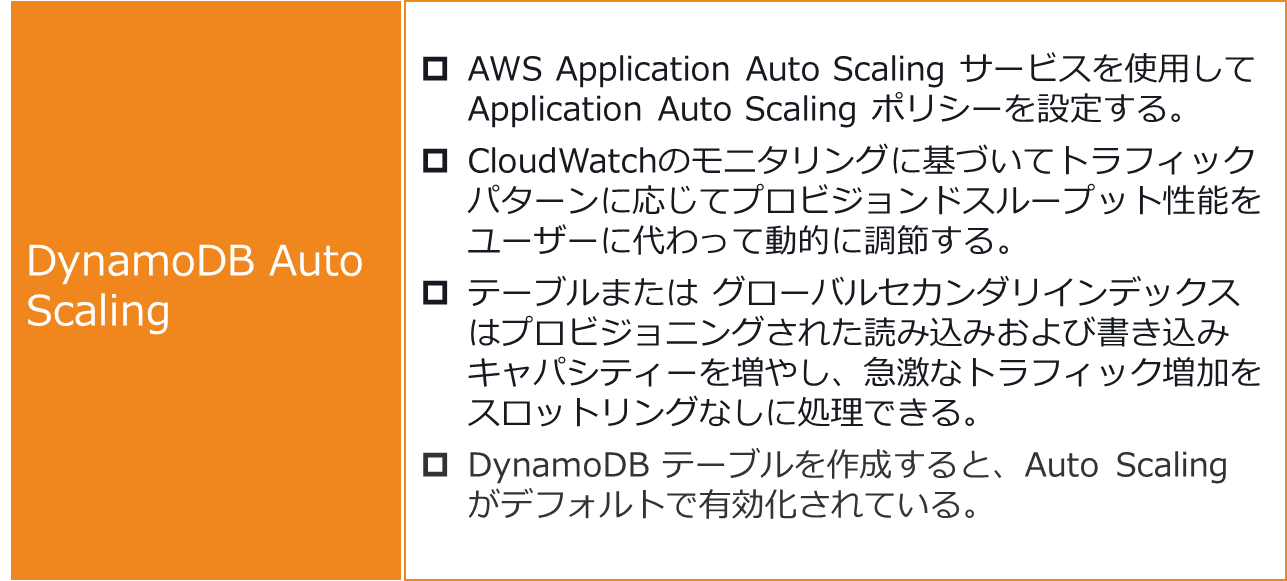 DynamoDB Auto
Scaling
AWS Application Auto Scaling サービスを使用して
Application Auto Scaling ポリシーを設定する。
CloudWatchのモニタリングに基づいてトラフィック
パターンに応じてプロビジョンドスループット性能を
ユーザーに代わって動的に調節する。
テーブルまたは グローバルセカンダリインデックス
はプロビジョニングされた読み込みおよび書き込み
キャパシティーを増やし、急激なトラフィック増加を
スロットリングなしに処理できる。
DynamoDB テーブルを作成すると、Auto Scaling
がデフォルトで有効化されている。